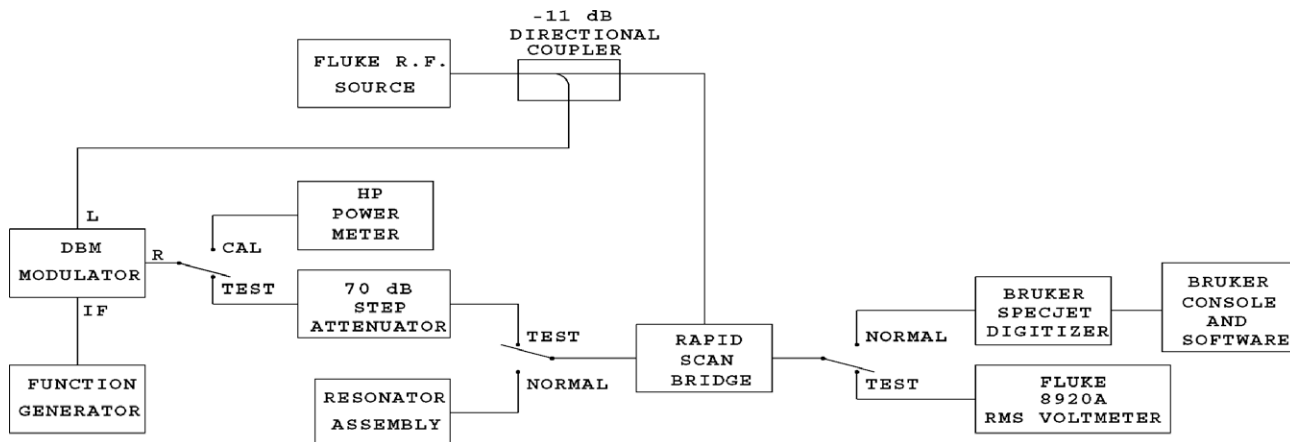 -11 dB
DIRECTIONAL
COUPLER
FLUKE R.F.
SOURCE
HP
POWER
METER
L
DBM
MODULATOR
R
CAL
TEST
IF
70 dB
STEP
ATTENUATOR
FUNCTION
GENERATOR
TEST
NORMAL
RESONATOR
ASSEMBLY
RAPID
SCAN
BRIDGE
NORMAL
TEST
BRUKER
SPECJET
DIGITIZER
BRUKER
CONSOLE
AND
SOFTWARE
FLUKE
8920A
RMS VOLTMETER